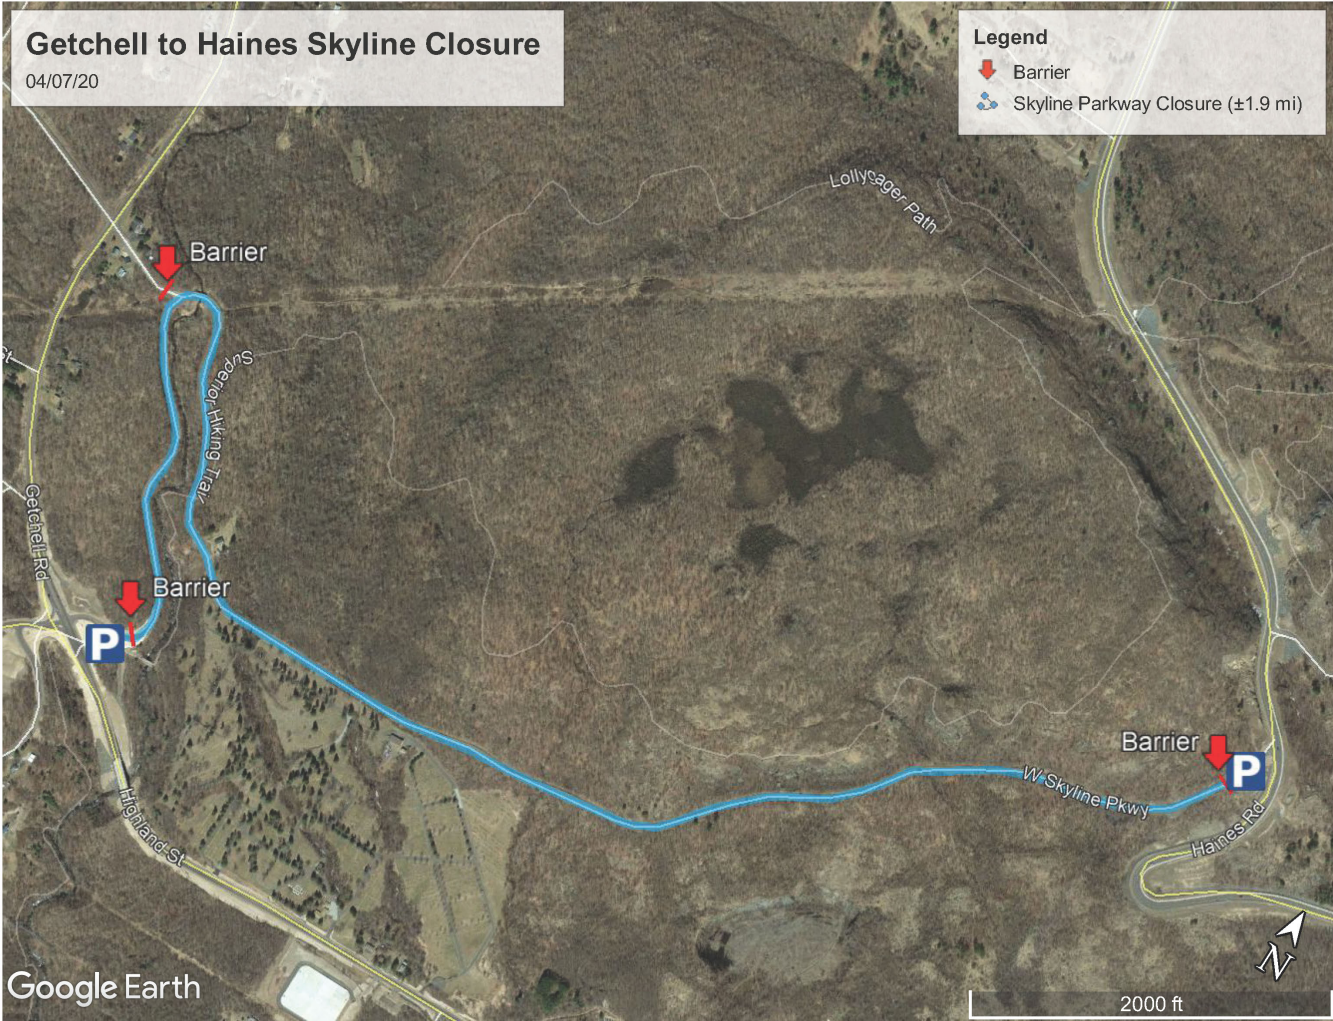 Getchell to Haines Skyline Closure
04/07/20
Legend
Barrier
Skyline Parkway Closure (±1.9 mi)
Lollygager Path
Barrier
St
Superior Hiking Trail
Getchell Rd
Barrier
P
Barrier
P
W Skyline Pkwy
Highland St
Haines Rd
N
Google Earth
2000 ft